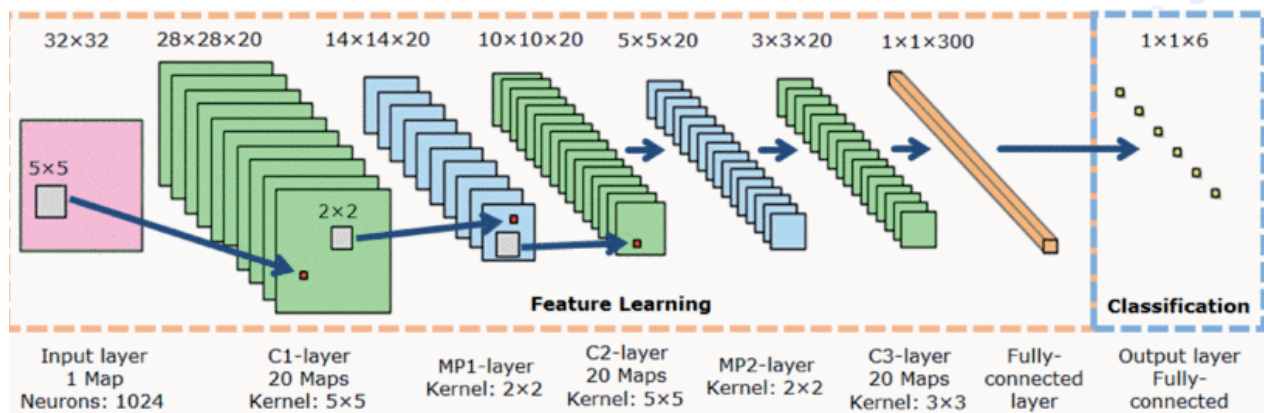 32×32 28×28×20 14×14×20 10×10×20 5×5×20 3×3×20 1×1×300 1×1×6
5×5
2×2
Feature Learning
Classification
Input layer
1 Map
Neurons: 1024
C1-layer
20 Maps
Kernel: 5×5
MP1-layer
Kernel: 2×2
C2-layer
20 Maps
Kernel: 5×5
MP2-layer
Kernel: 2×2
C3-layer
20 Maps
Kernel: 3×3
Fully-
connected
layer
Output layer
Fully-
connected